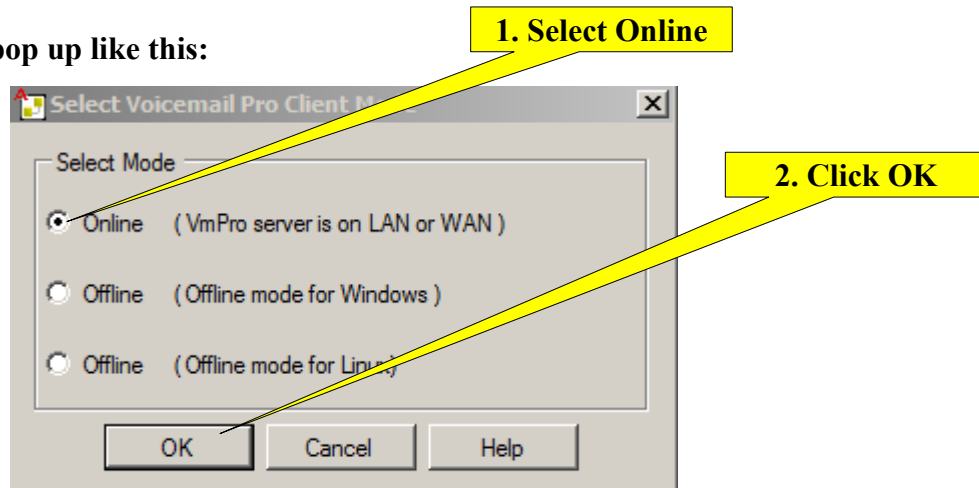 1. Select Online
pop up like this:
Select Voicemail Pro Client
Select Mode
Online ( VmPro server is on LAN or WAN )
Offline ( Offline mode for Windows )
Offline ( Offline mode for Linux)
2. Click OK
OK Cancel Help